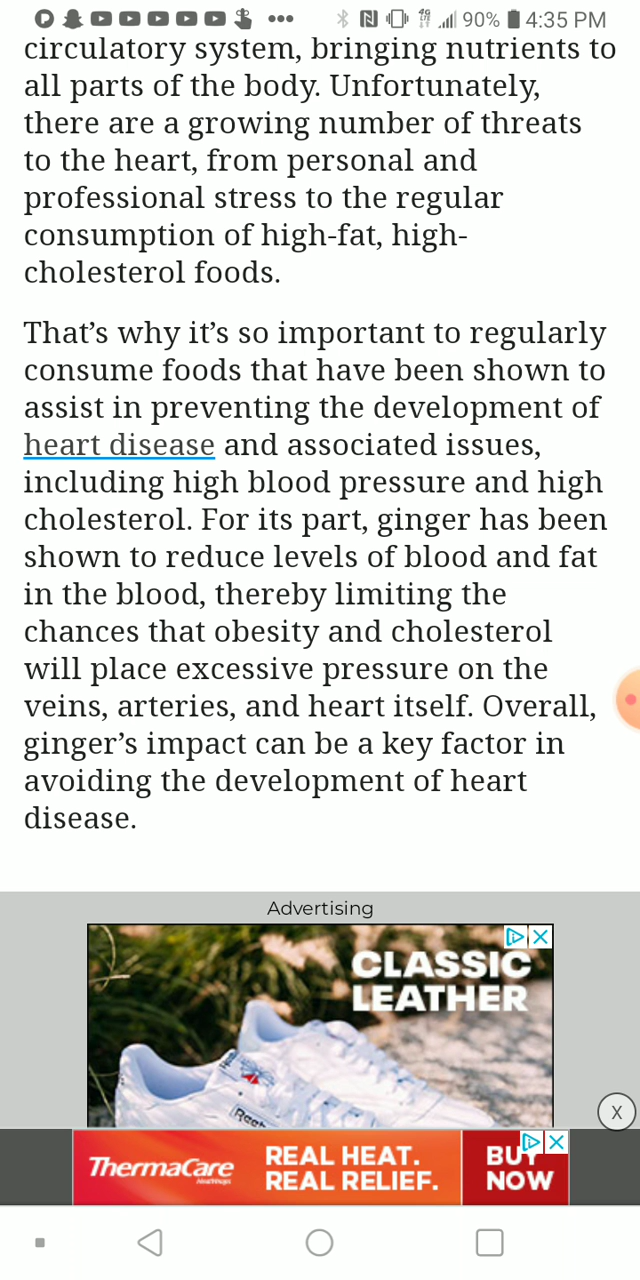 90% 4:35 PM
circulatory system, bringing nutrients to
all parts of the body. Unfortunately,
there are a growing number of threats
to the heart, from personal and
professional stress to the regular
consumption of high-fat, high-
cholesterol foods.
That’s why it’s so important to regularly
consume foods that have been shown to
assist in preventing the development of
heart disease and associated issues,
including high blood pressure and high
cholesterol. For its part, ginger has been
shown to reduce levels of blood and fat
in the blood, thereby limiting the
chances that obesity and cholesterol
will place excessive pressure on the
veins, arteries, and heart itself. Overall,
ginger’s impact can be a key factor in
avoiding the development of heart
disease.
Advertising
CLASSIC
LEATHER
Reebok
X
ThermaCare
HeatWraps
REAL HEAT.
REAL RELIEF.
BUY
NOW